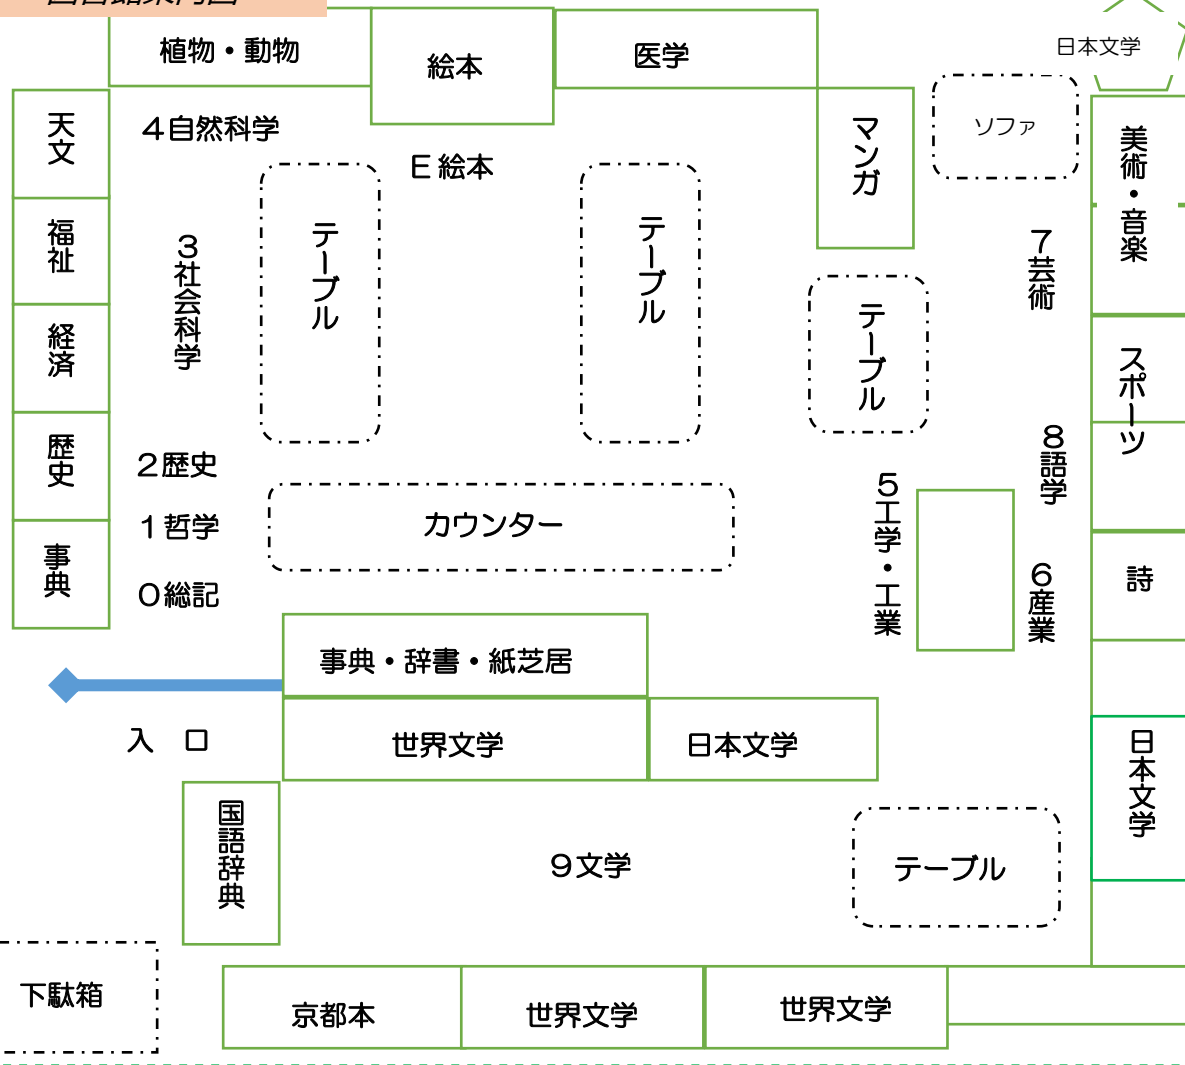 図書館案内図
植物・動物
絵本
医学
日本文学
天文
４自然科学
Ｅ絵本
マンガ
ソファ
美術・音楽
福祉
３社会科学
テーブル
テーブル
テーブル
７芸術
経済
スポーツ
歴史
２歴史
８語学
１哲学
カウンター
５工学・工業
事典
０総記
６産業
詩
事典・辞書・紙芝居
入　口
世界文学
日本文学
日本文学
国語辞典
９文学
テーブル
下駄箱
京都本
世界文学
世界文学